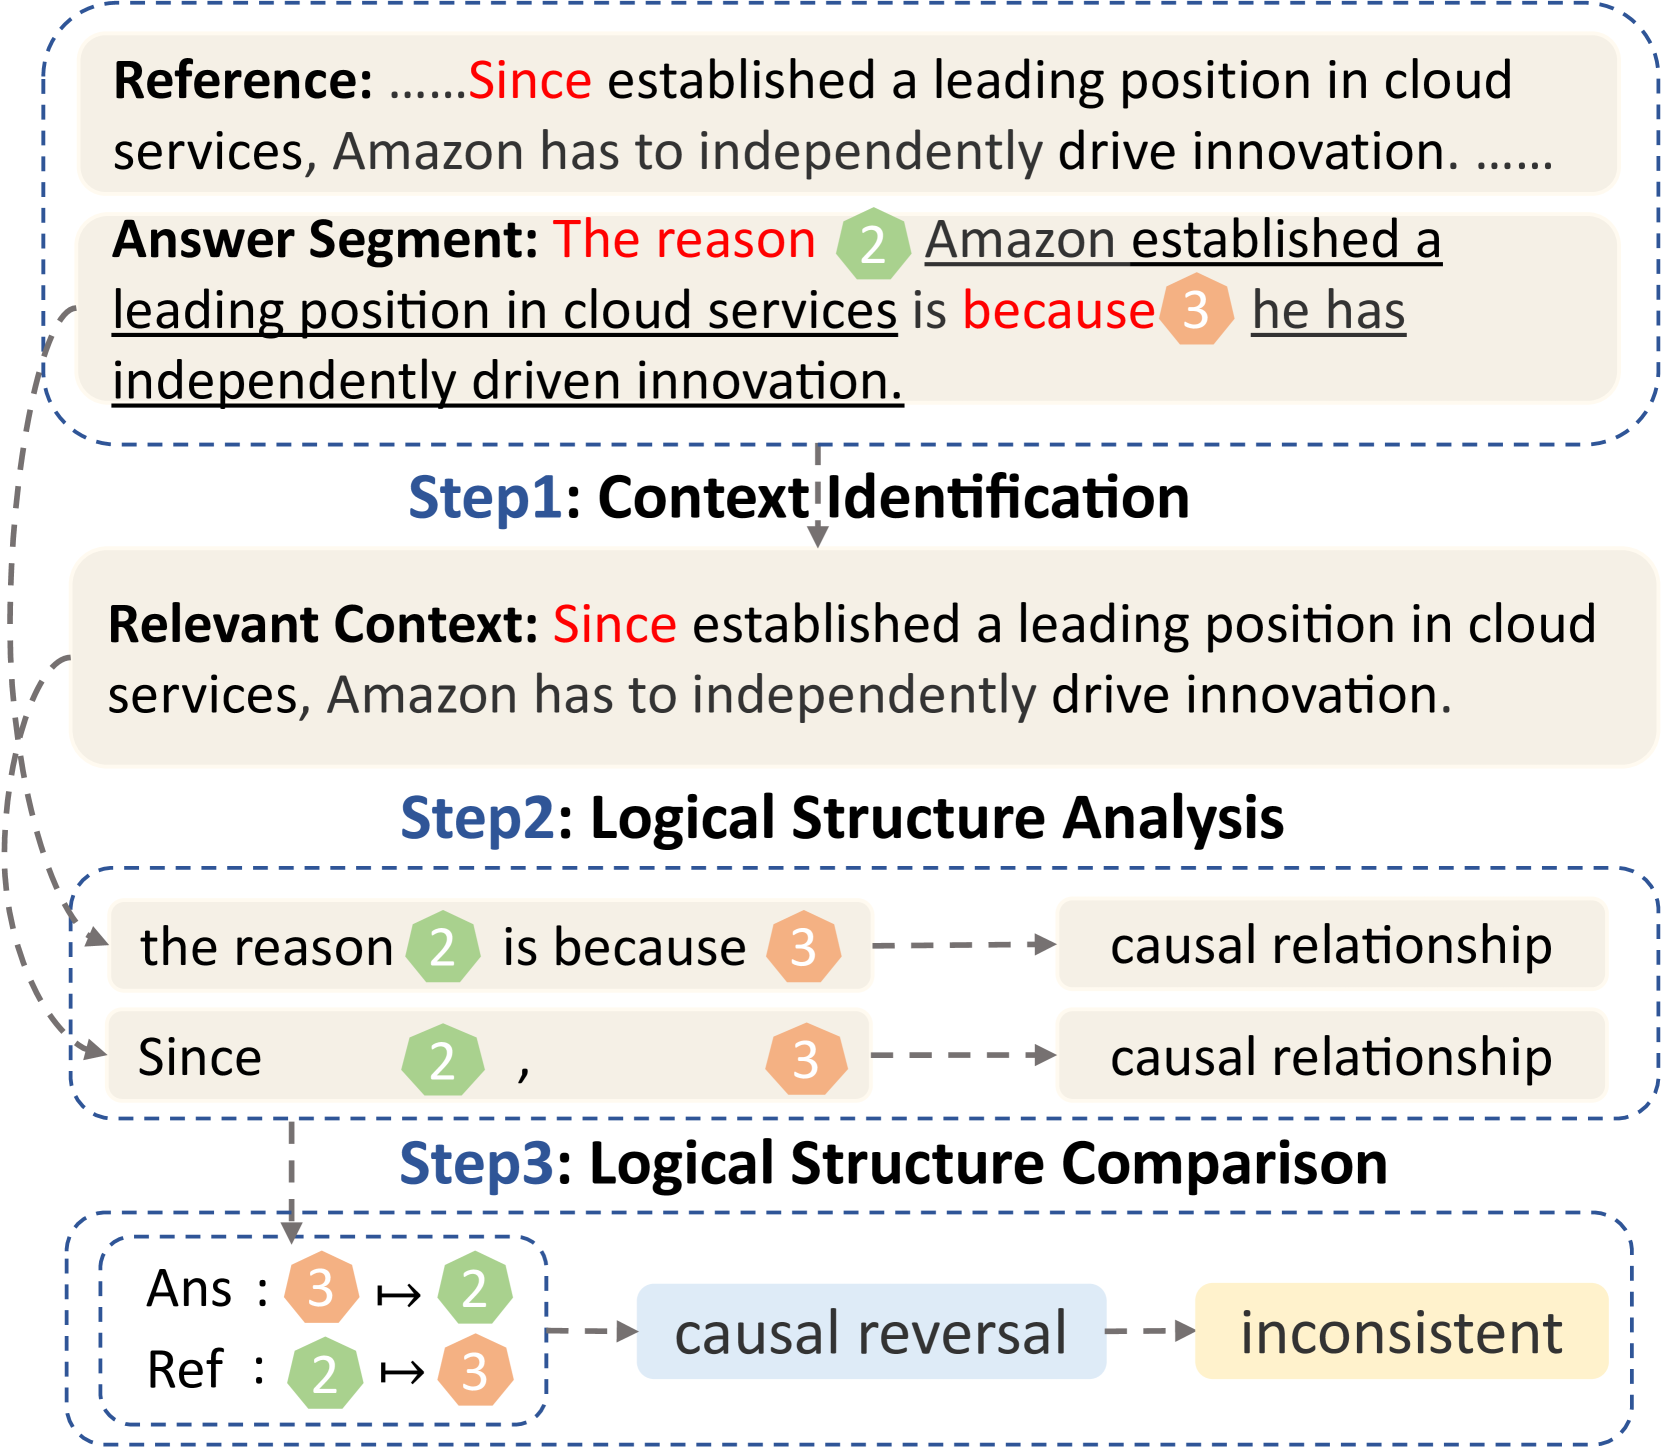 Reference: ......Since established a leading position in cloud
services, Amazon has to independently drive innovation. ......
Answer Segment: The reason 2 Amazon established a
leading position in cloud services is because 3 he has
independently driven innovation.
Step1: Context Identification
Relevant Context: Since established a leading position in cloud
services, Amazon has to independently drive innovation.
Step2: Logical Structure Analysis
the reason 2 is because 3 causal relationship
Since 2 , 3 causal relationship
Step3: Logical Structure Comparison
Ans : 3 ↦ 2
causal reversal inconsistent
Ref : 2 ↦ 3